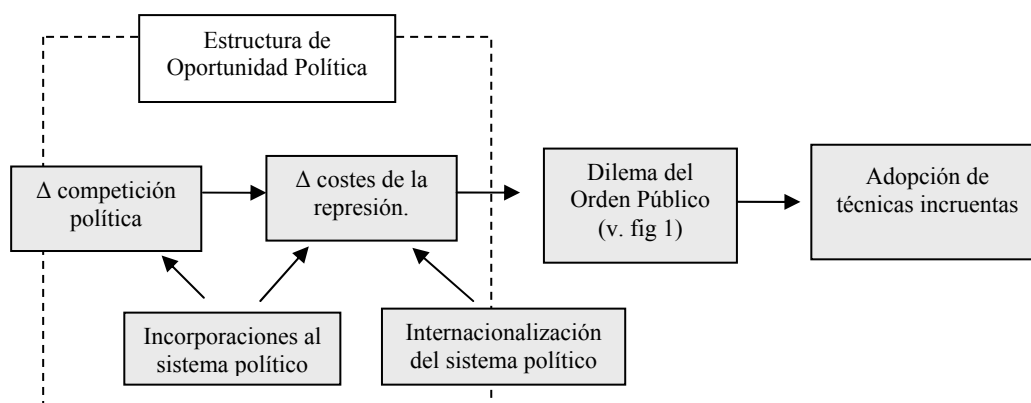 Estructura de
Oportunidad Política
Δ competición
política
Δ costes de la
represión.
Dilema del
Orden Público
(v. fig 1)
Adopción de
técnicas incruentas
Incorporaciones al
sistema político
Internacionalización
del sistema político